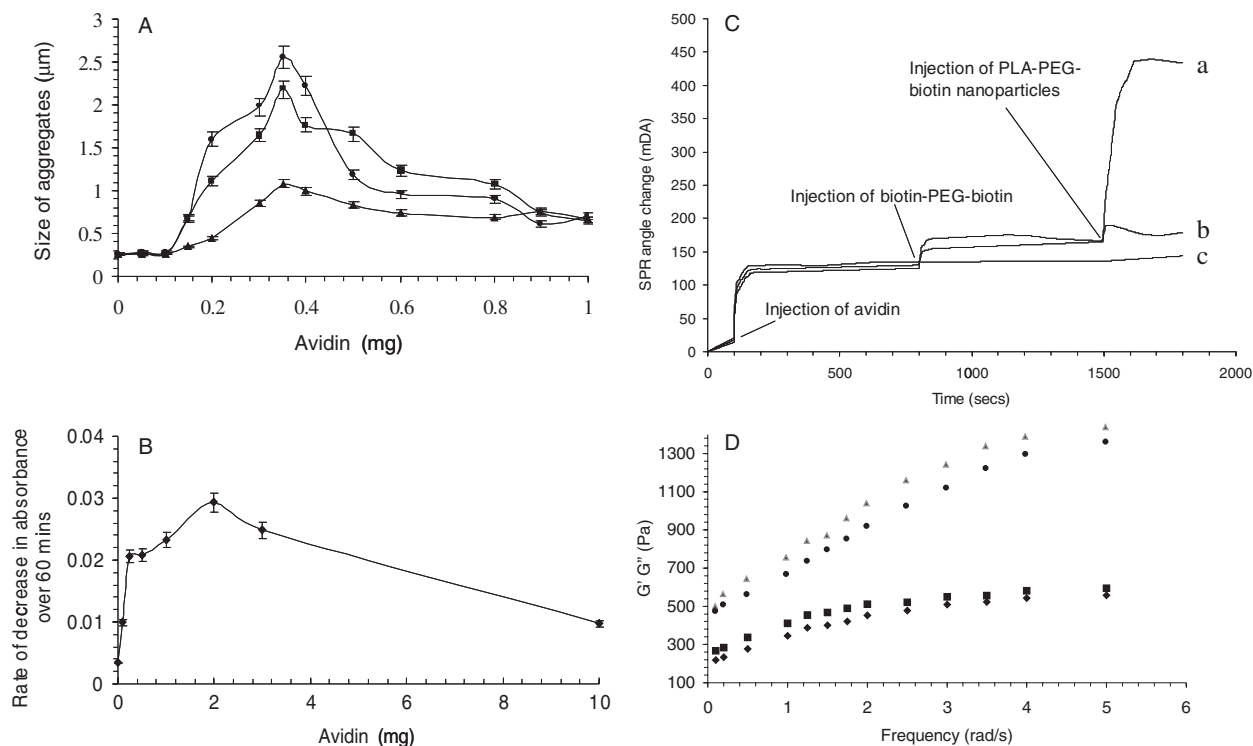 A
Size of aggregates (μm)
3
2.5
2
1.5
1
0.5
0
0 0.2 0.4 0.6 0.8 1
Avidin (mg)
B
Rate of decrease in absorbance
over 60 mins
0.04
0.03
0.02
0.01
0
0 2 4 6 8 10
Avidin (mg)
C
SPR angle change (mDA)
500
450
400
350
300
250
200
150
100
50
0
Injection of PLA-PEG-
biotin nanoparticles
Injection of biotin-PEG-biotin
Injection of avidin
a
b
c
0 500 1000 1500 2000
Time (secs)
D
G' G" (Pa)
1300
1100
900
700
500
300
100
0 1 2 3 4 5 6
Frequency (rad/s)